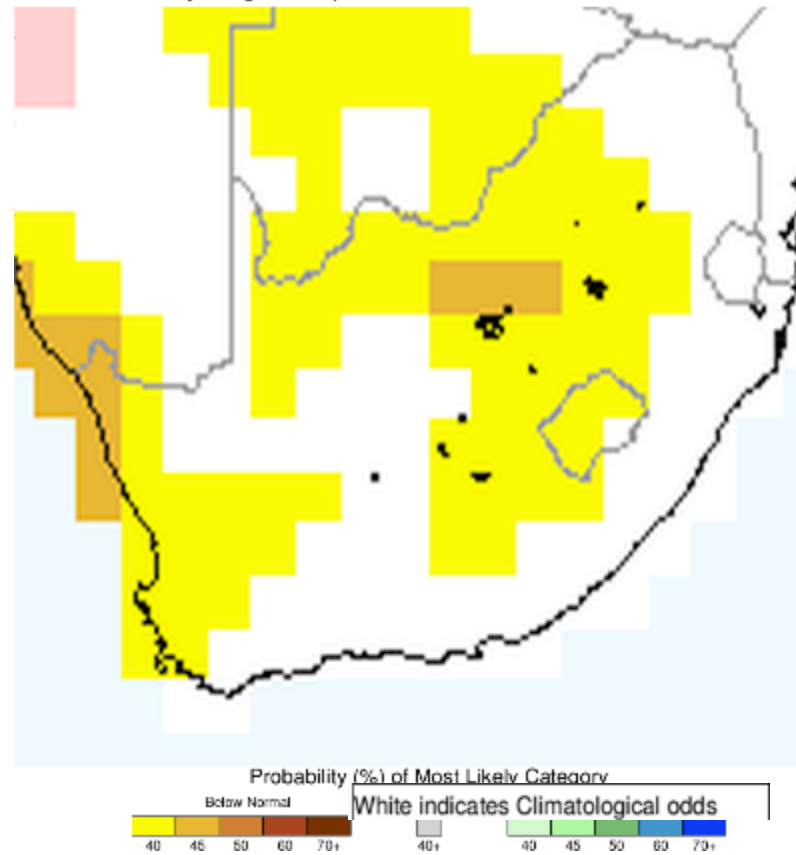 Probability (%) of Most Likely Category
Below Normal
White indicates Climatological odds
40 45 50 60 70+ 40+ 40 45 50 60 70+